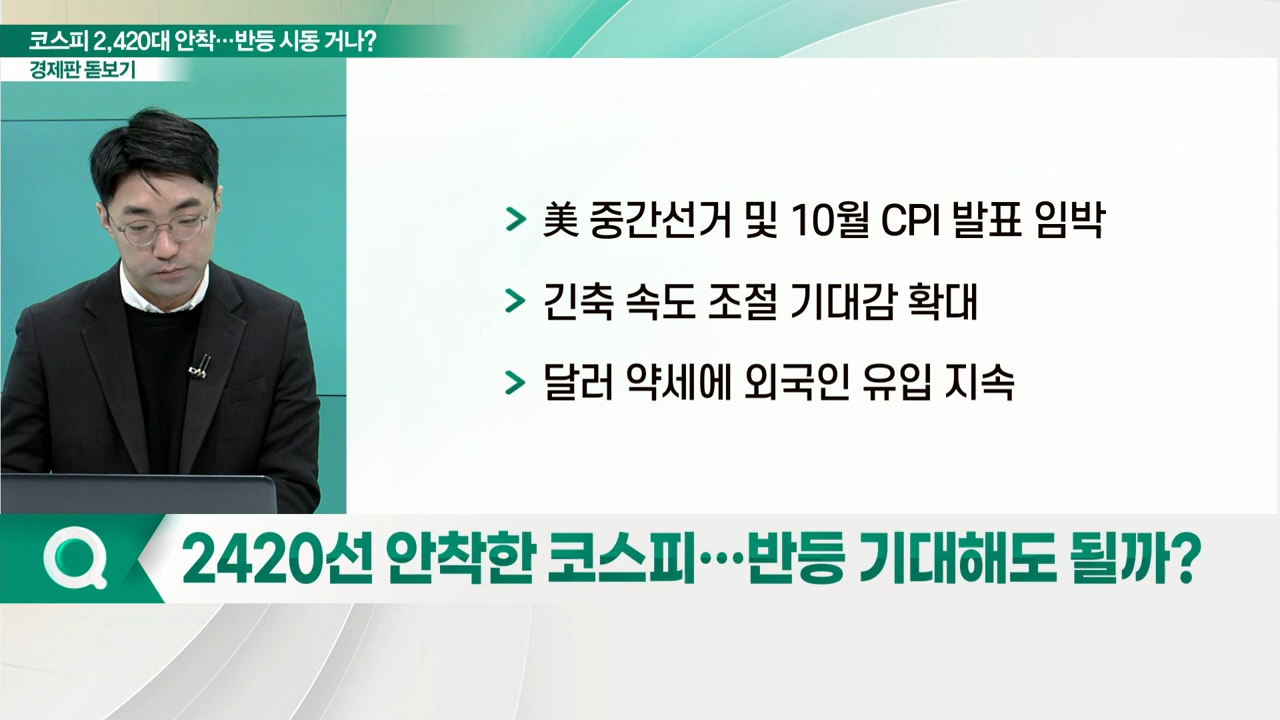 코스피 2,420대 안착…반등 시동 거나?
경제판 돋보기
> 美 중간선거 및 10월 CPI 발표 임박
> 긴축 속도 조절 기대감 확대
> 달러 약세에 외국인 유입 지속
2420선 안착한 코스피…반등 기대해도 될까?